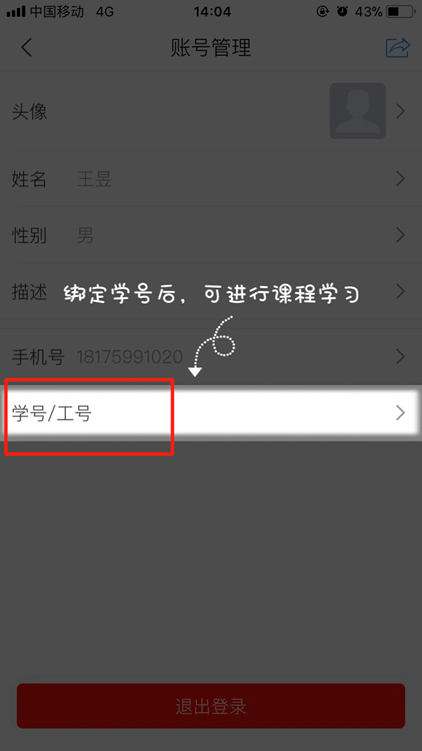 中国移动 4G 14:04 43%
账号管理
头像
姓名 王昱
性别 男
描述
绑定学号后，可进行课程学习
手机号 18175991020
学号/工号
退出登录